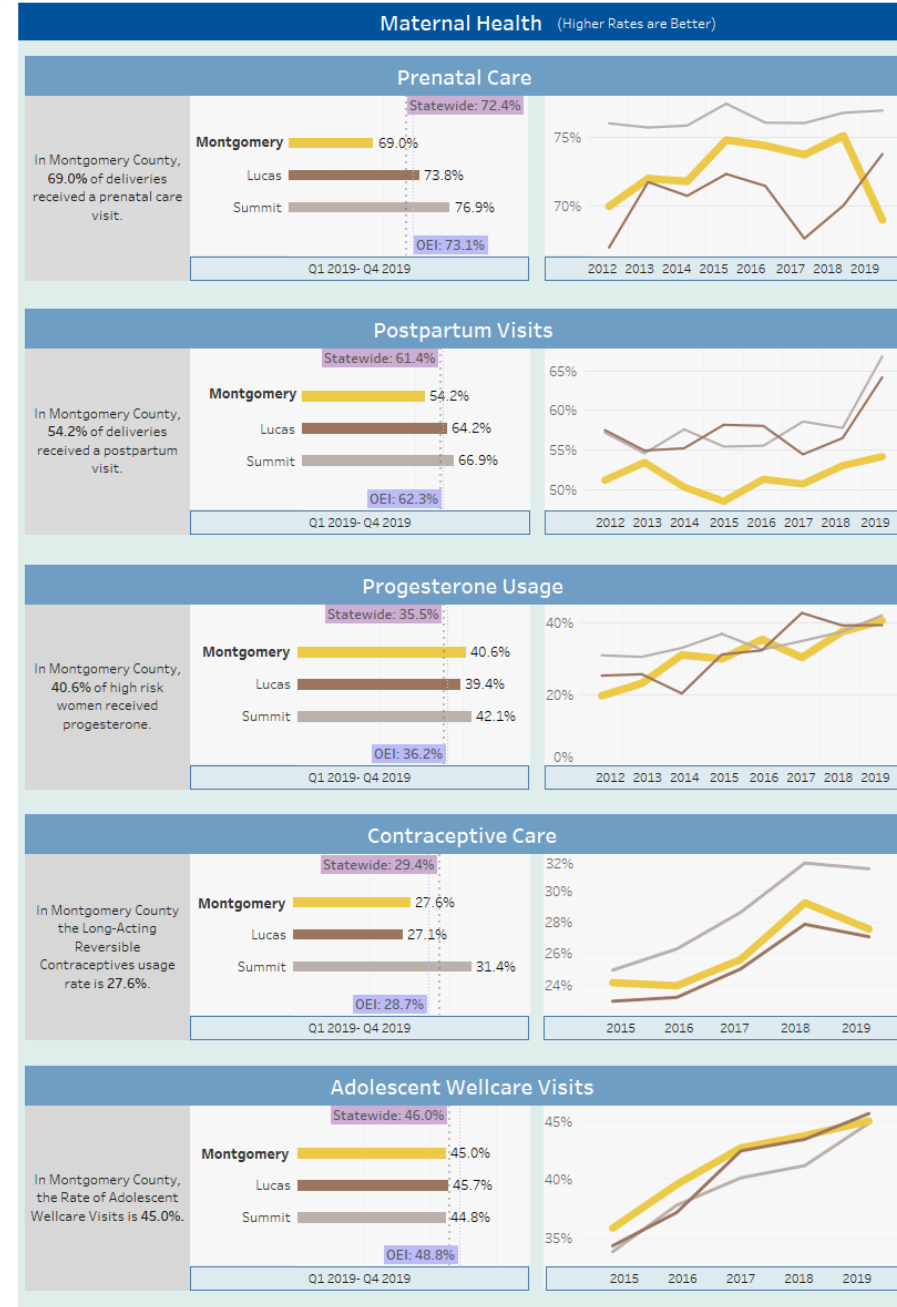 Maternal Health (Higher Rates are Better)
Prenatal Care
In Montgomery County,
69.0% of deliveries
received a prenatal care
visit.
Statewide: 72.4%
Montgomery 69.0%
Lucas 73.8%
Summit 76.9%
OEI: 73.1%
Q1 2019- Q4 2019
75%
70%
2012 2013 2014 2015 2016 2017 2018 2019
Postpartum Visits
In Montgomery County,
54.2% of deliveries
received a postpartum
visit.
Statewide: 61.4%
Montgomery 54.2%
Lucas 64.2%
Summit 66.9%
OEI: 62.3%
Q1 2019- Q4 2019
65%
60%
55%
50%
2012 2013 2014 2015 2016 2017 2018 2019
Progesterone Usage
In Montgomery County,
40.6% of high risk
women received
progesterone.
Statewide: 35.5%
Montgomery 40.6%
Lucas 39.4%
Summit 42.1%
OEI: 36.2%
Q1 2019- Q4 2019
40%
20%
0%
2012 2013 2014 2015 2016 2017 2018 2019
Contraceptive Care
In Montgomery County
the Long-Acting
Reversible
Contraceptives usage
rate is 27.6%.
Statewide: 29.4%
Montgomery 27.6%
Lucas 27.1%
Summit 31.4%
OEI: 28.7%
Q1 2019- Q4 2019
32%
30%
28%
26%
24%
2015 2016 2017 2018 2019
Adolescent Wellcare Visits
In Montgomery County,
the Rate of Adolescent
Wellcare Visits is 45.0%.
Statewide: 46.0%
Montgomery 45.0%
Lucas 45.7%
Summit 44.8%
OEI: 48.8%
Q1 2019- Q4 2019
45%
40%
35%
2015 2016 2017 2018 2019